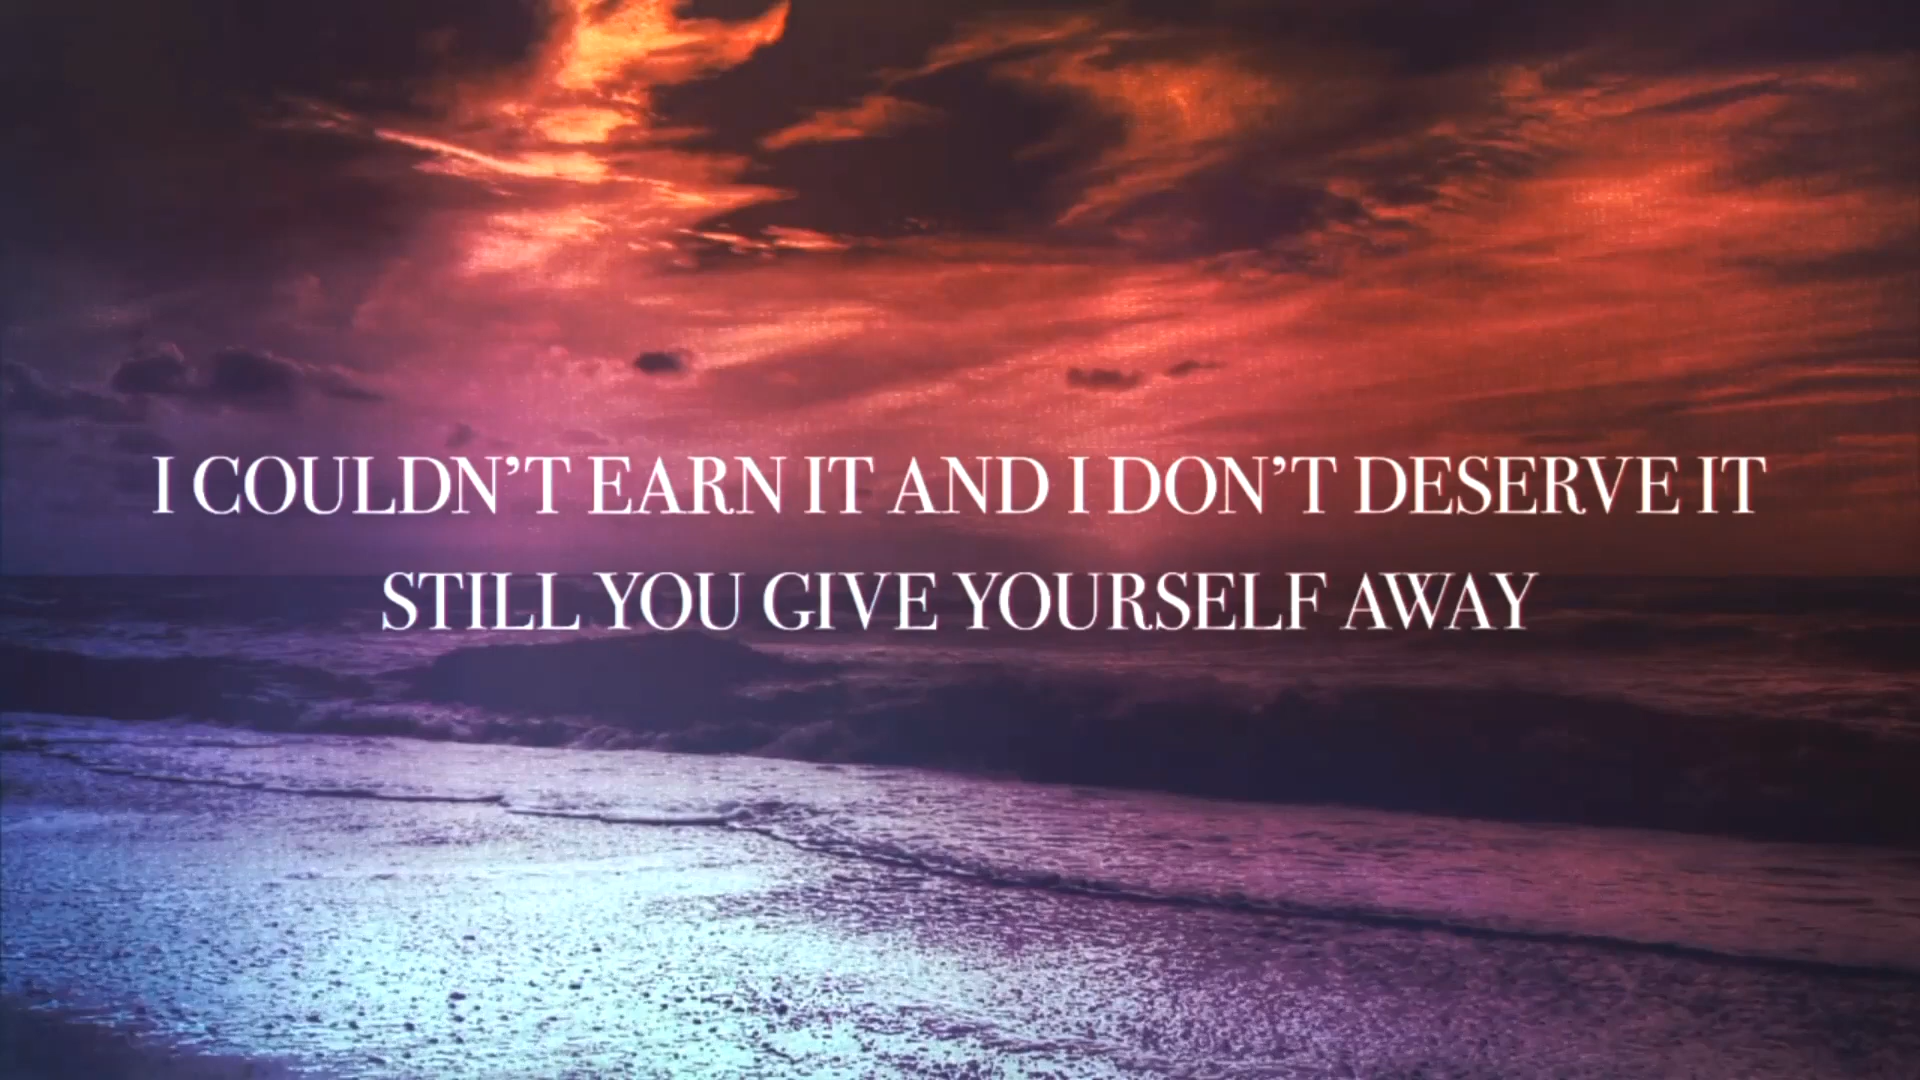 I COULDN’T EARN IT AND I DON’T DESERVE IT
STILL YOU GIVE YOURSELF AWAY